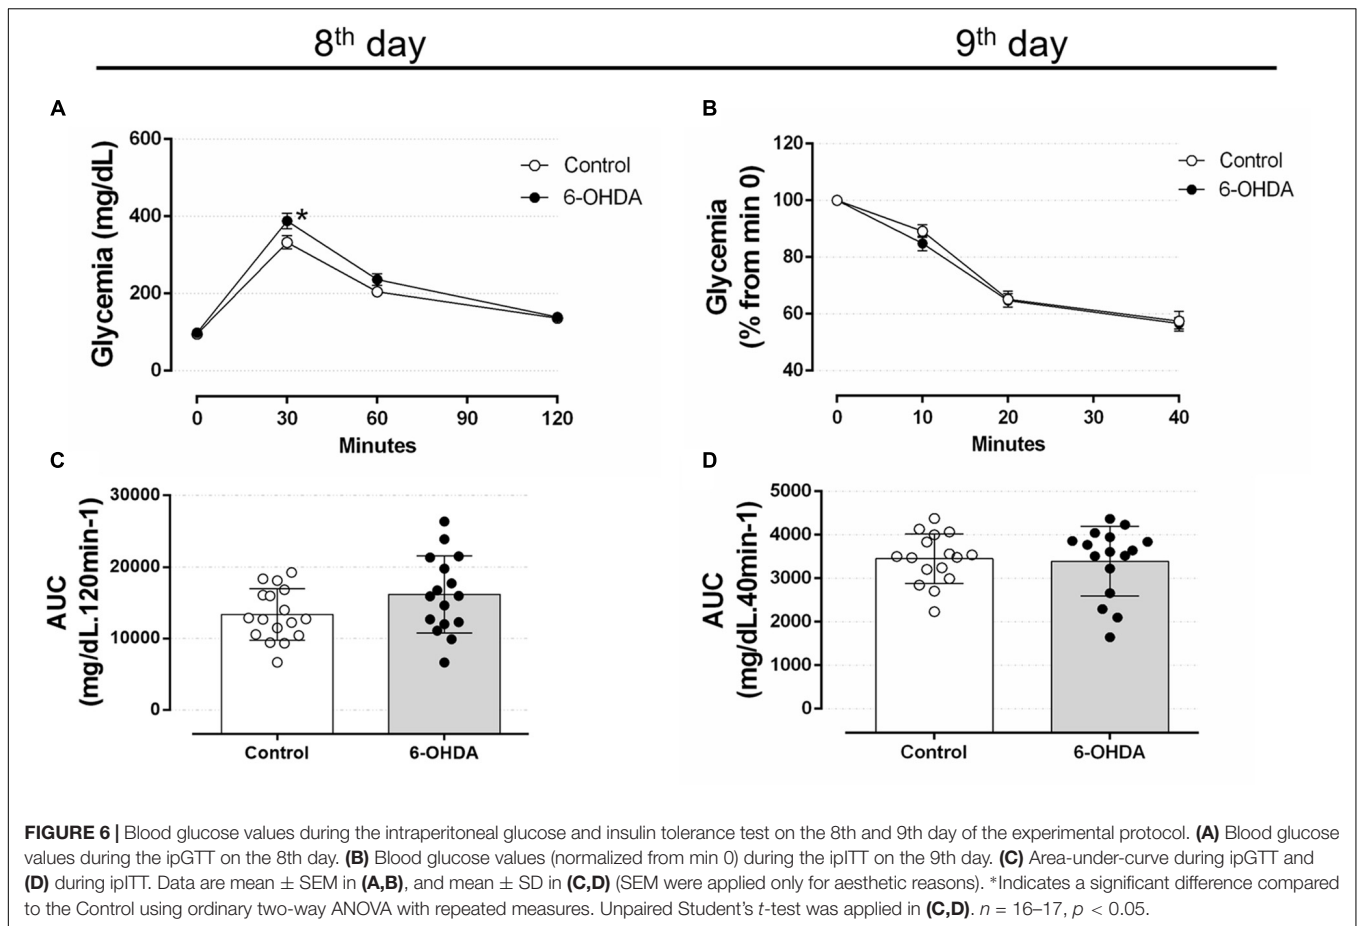 8th day
9th day
A
Glycemia (mg/dL)
600
400
200
0
*
Control
6-OHDA
0
30
60
90
120
Minutes
B
Glycemia
(% from min 0)
120
100
80
60
40
Control
6-OHDA
0
10
20
30
40
Minutes
C
AUC
(mg/dL.120min-1)
30000
20000
10000
0
Control
6-OHDA
D
AUC
(mg/dL.40min-1)
5000
4000
3000
2000
1000
0
Control
6-OHDA
FIGURE 6 | Blood glucose values during the intraperitoneal glucose and insulin tolerance test on the 8th and 9th day of the experimental protocol. (A) Blood glucose
values during the ipGTT on the 8th day. (B) Blood glucose values (normalized from min 0) during the ipITT on the 9th day. (C) Area-under-curve during ipGTT and
(D) during ipITT. Data are mean ± SEM in (A,B), and mean ± SD in (C,D) (SEM were applied only for aesthetic reasons). *Indicates a significant difference compared
to the Control using ordinary two-way ANOVA with repeated measures. Unpaired Student’s t-test was applied in (C,D). n = 16–17, p < 0.05.